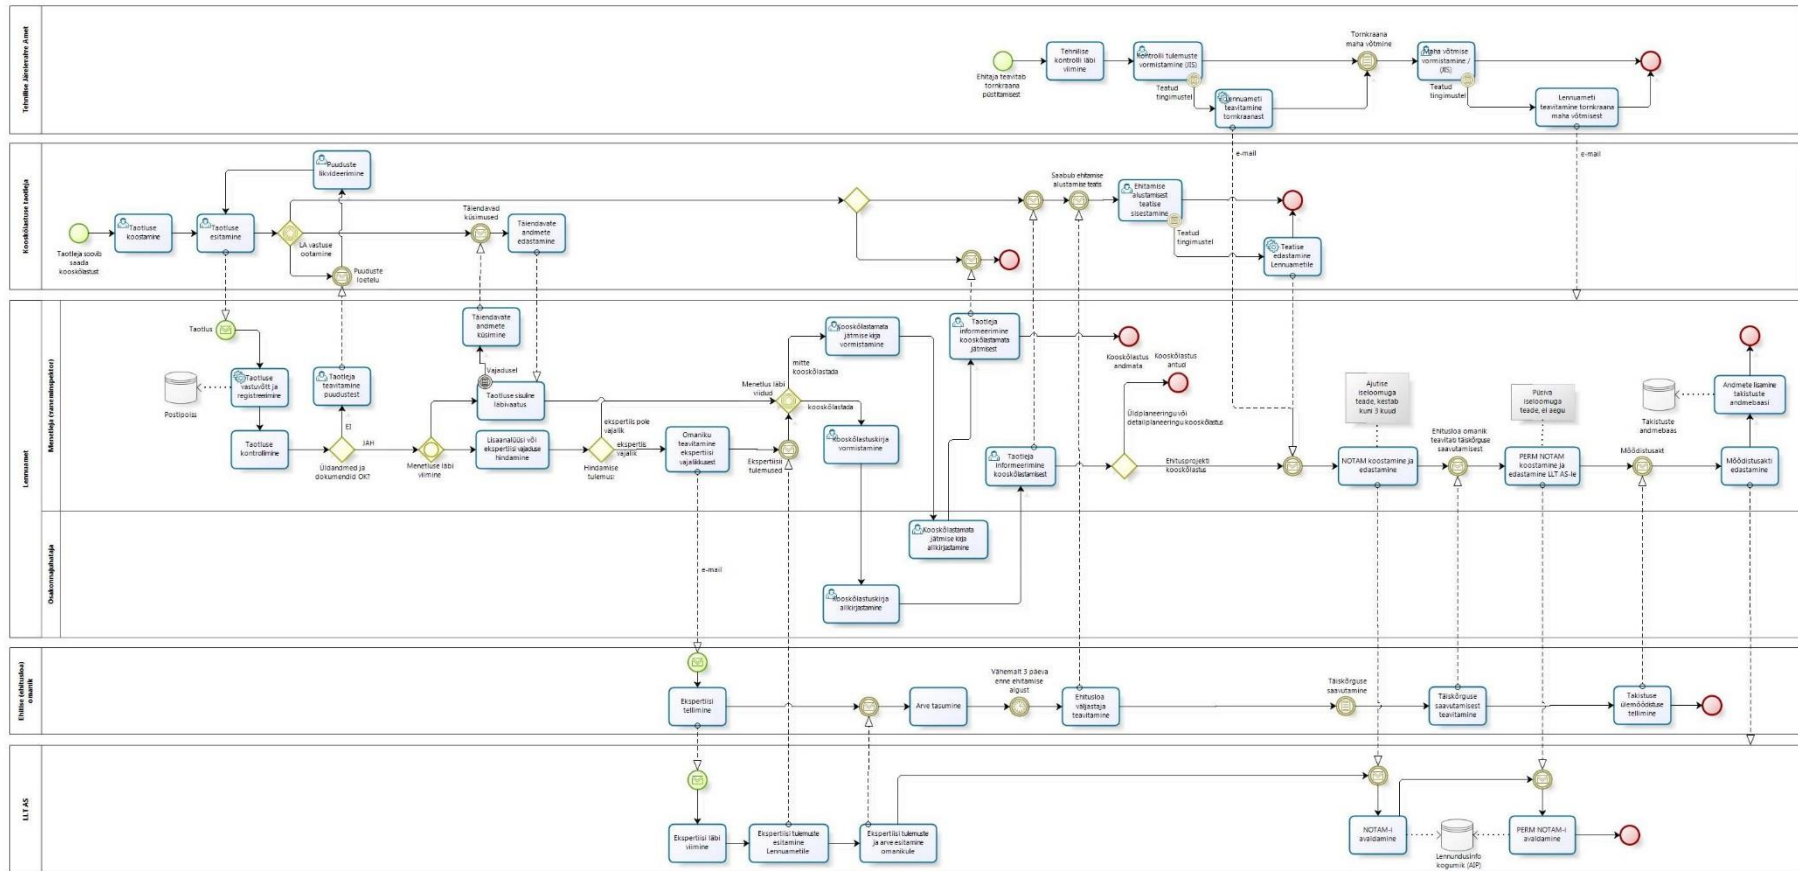 Tehnilise Järelevalve Amet
Ehitaja teavitab
tornkraana
püstitamisest
Tehnilise
kontrolli läbi
viimine
Kontrolli tulemuste
vormistamine (JIS)
Teatud
tingimustel
Lennuameti
teavitamine
tornkraanast
Tornkraana
maha võtmine
Maha võtmise
vormistamine /
(JIS)
Teatud
tingimustel
Lennuameti
teavitamine tornkraana
maha võtmisest
e-mail
e-mail
Kooskõlastuse taotleja
Taotleja soovib
saada
kooskõlastust
Taotluse
koostamine
Taotluse
esitamine
Puuduste
likvideerimine
LA vastuse
ootamine
Puuduste
loetelu
Täiendavad
küsimused
Täiendavate
andmete
edastamine
Saabub ehitamise
alustamise teatis
Ehitamise
alustamisest
teatise
sisestamine
Teatud
tingimustel
Teatise
edastamine
Lennuametile
Lennuamet
Menetleja (vaneminspektor)
Taotlus
Taotluse
vastuvõtt ja
registreerimine
Postipoiss
Taotluse
kontrollimine
Taotleja
teavitamine
puudustest
EI
JAH
Üldandmed ja
dokumendid OK?
Menetluse läbi
viimine
Täiendavate
andmete
küsimine
Vajadusel
Taotluse sisuline
läbivaatus
Lisaanalüüsi või
ekspertiisi vajaduse
hindamine
ekspertiis pole
vajalik
ekspertiis
vajalik
Hindamise
tulemus:
Omaniku
teavitamine
ekspertiisi
vajalikkusest
Ekspertiisi
tulemused
Menetlus läbi
viidud
mitte
kooskõlastada
kooskõlastada
Kooskõlastamata
jätmise kirja
vormistamine
Kooskõlastuskirja
vormistamine
Taotleja
informeerimine
kooskõlastamata
jätmisest
Kooskõlastus
andmata
Kooskõlastus
antud
Taotleja
informeerimine
kooskõlastamisest
Üldplaneeringu või
detailplaneeringu kooskõlastus
Ehitusprojekti
kooskõlastus
Ajutise
iseloomuga
teade, kestab
kuni 3 kuud
NOTAM koostamine ja
edastamine
Ehitusloa omanik
teavitab täiskõrguse
saavutamisest
Püsiva
iseloomuga
teade, ei aegu
PERM NOTAM
koostamine ja
edastamine LLT AS-le
Mõõdistusakt
Takistuste
andmebaas
Andmete lisamine
takistuste
andmebaasi
Mõõdistusakti
edastamine
Osakonnajuhataja
Kooskõlastamata
jätmise kirja
allkirjastamine
Kooskõlastuskirja
allkirjastamine
e-mail
Ehitise (ehitusloa)
omanik
Ekspertiisi
tellimine
Arve tasumine
Vähemalt 3 päeva
enne ehitamise
algust
Ehitusloa
väljastaja
teavitamine
Täiskõrguse
saavutamine
Täiskõrguse
saavutamisest
teavitamine
Takistuse
ülemõõdistuse
tellimine
LLT AS
Ekspertiisi läbi
viimine
Ekspertiisi tulemuste
esitamine
Lennuametile
Ekspertiisi tulemuste
ja arve esitamine
omanikule
NOTAM-i
avaldamine
Lennundusinfo
kogumik (AIP)
PERM NOTAM-i
avaldamine